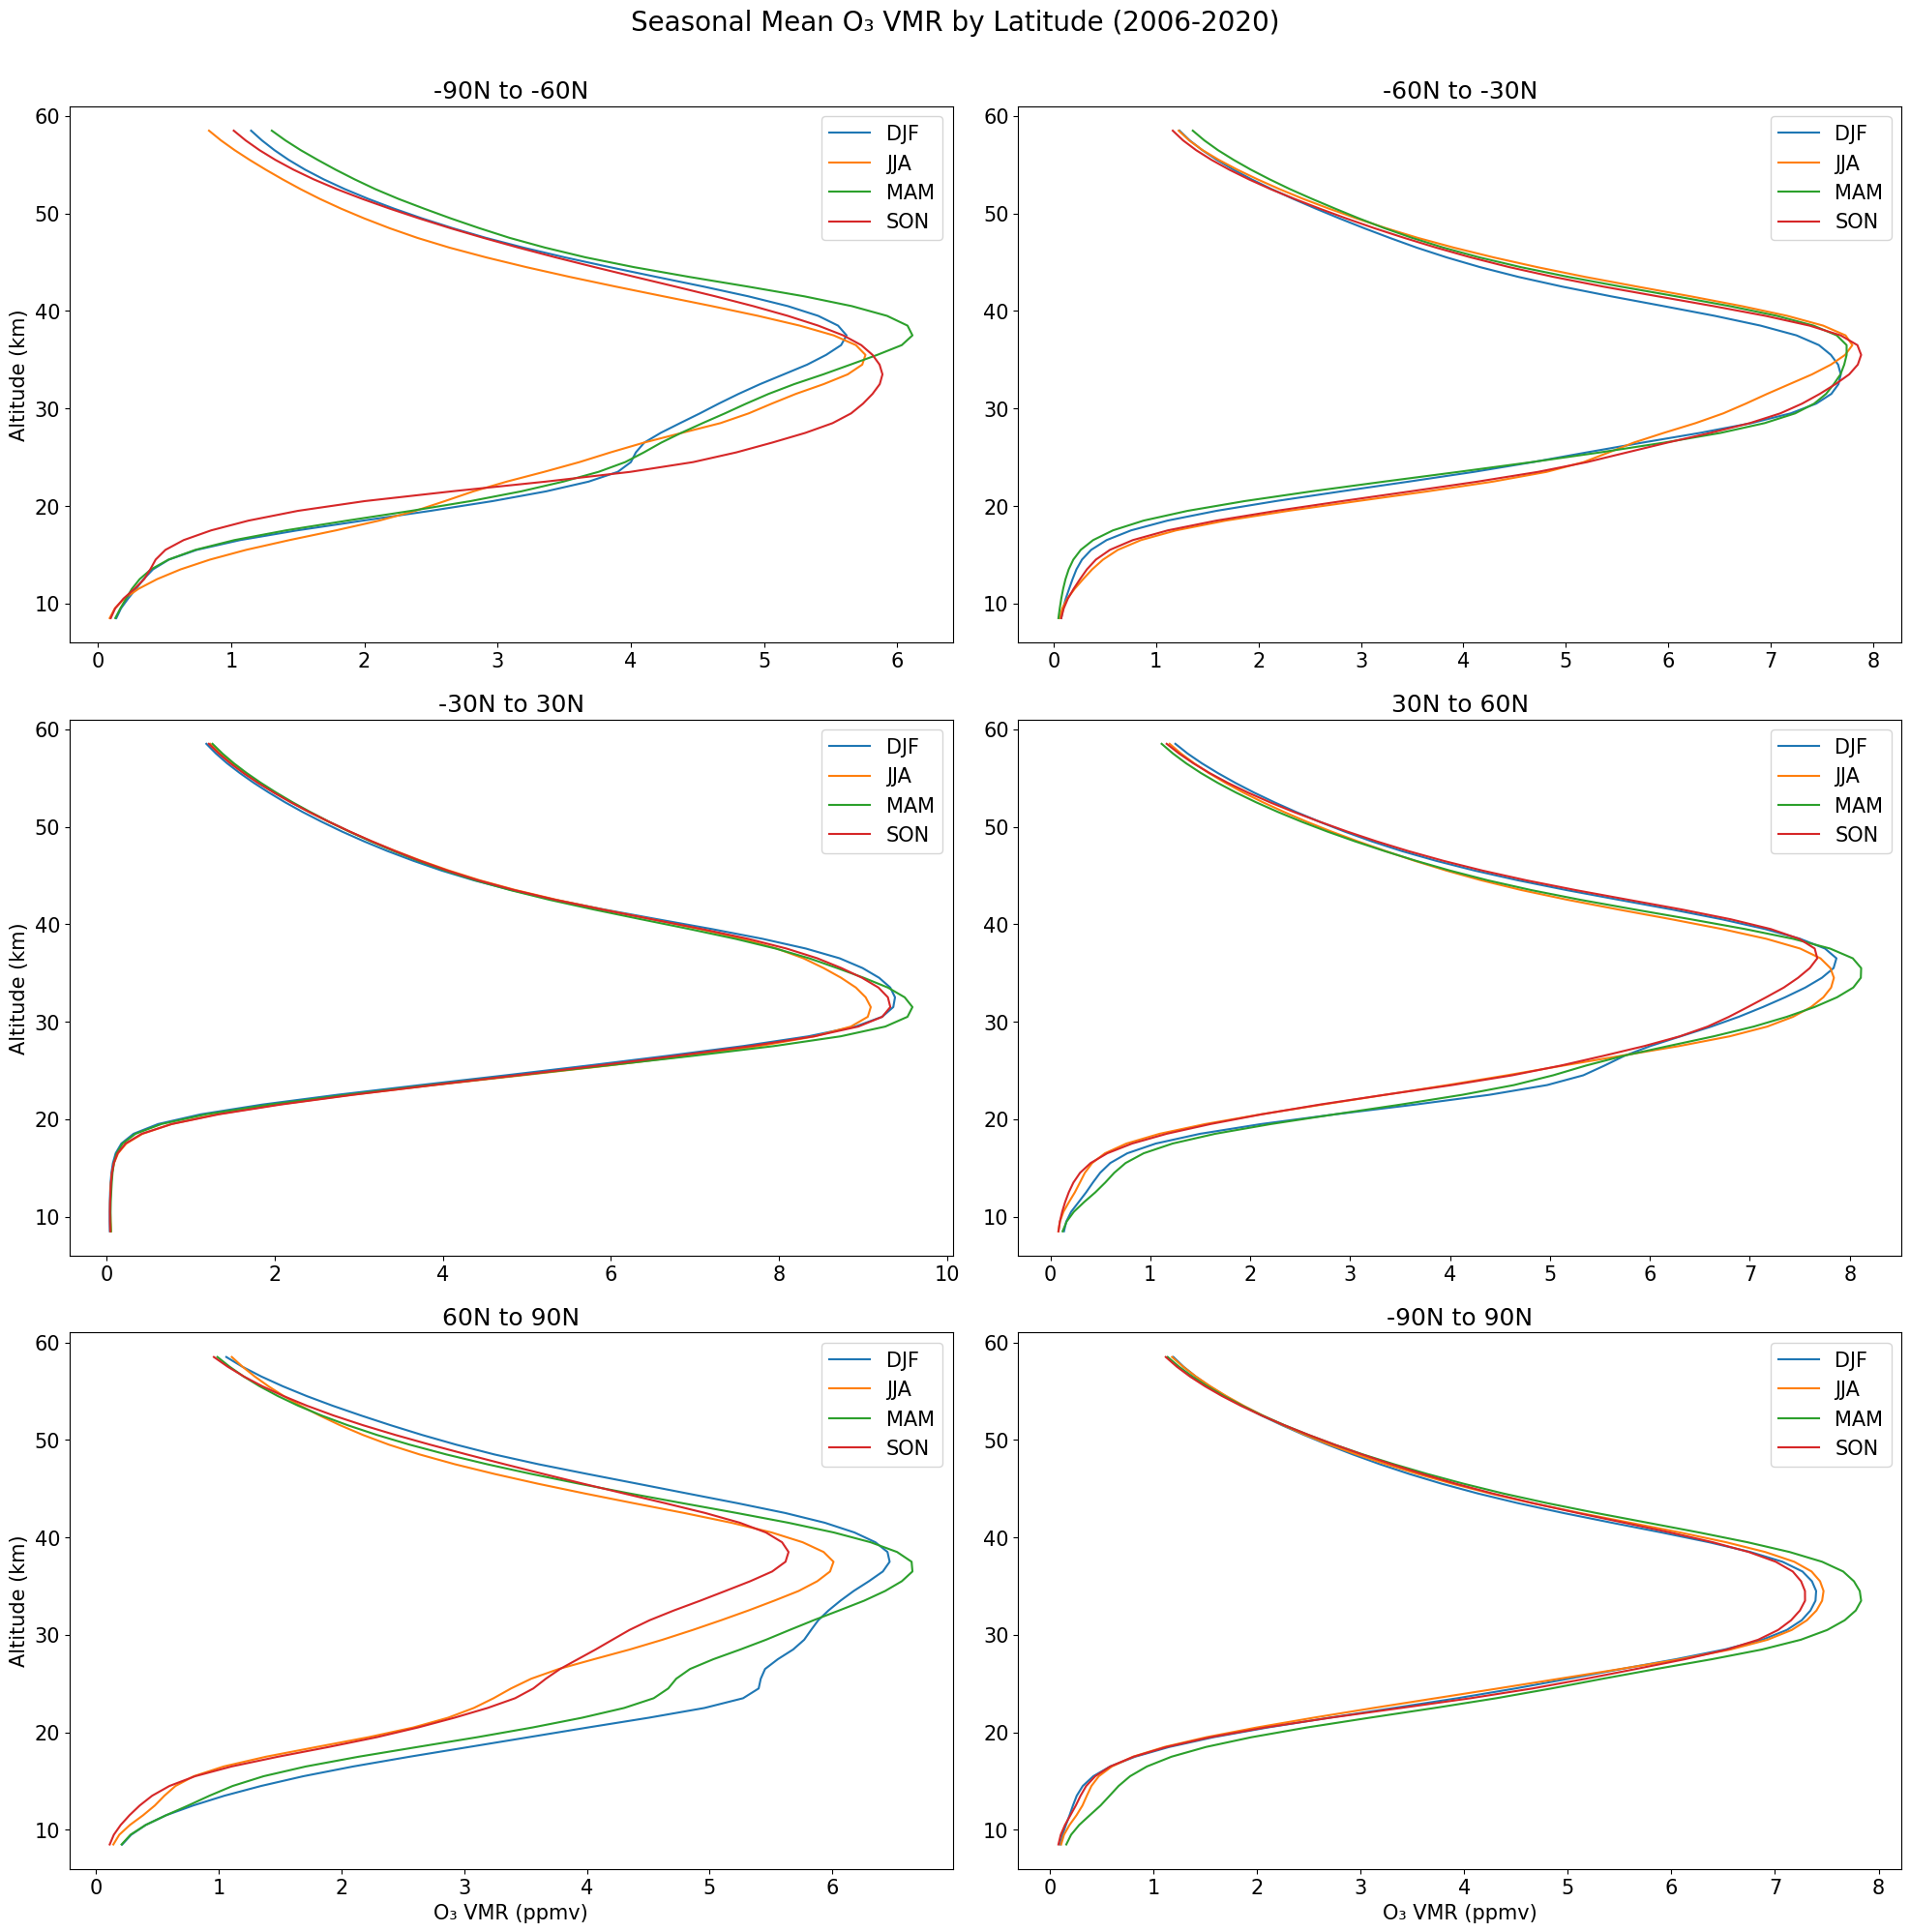 Seasonal Mean O₃ VMR by Latitude (2006-2020)
-90N to -60N
60
50
40
30
20
10
Altitude (km)
0 1 2 3 4 5 6
DJF
JJA
MAM
SON
-60N to -30N
60
50
40
30
20
10
0 1 2 3 4 5 6 7 8
DJF
JJA
MAM
SON
-30N to 30N
60
50
40
30
20
10
Altitude (km)
0 2 4 6 8 10
DJF
JJA
MAM
SON
30N to 60N
60
50
40
30
20
10
0 1 2 3 4 5 6 7 8
DJF
JJA
MAM
SON
60N to 90N
60
50
40
30
20
10
Altitude (km)
0 1 2 3 4 5 6
O₃ VMR (ppmv)
DJF
JJA
MAM
SON
-90N to 90N
60
50
40
30
20
10
0 1 2 3 4 5 6 7 8
O₃ VMR (ppmv)
DJF
JJA
MAM
SON